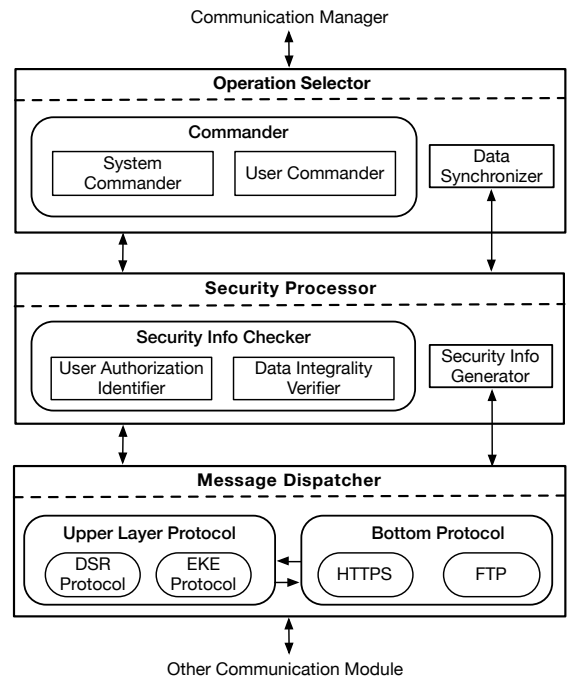 Communication Manager
Operation Selector
Commander
System
Commander
User Commander
Data
Synchronizer
Security Processor
Security Info Checker
User Authorization
Identifier
Data Integrality
Verifier
Security Info
Generator
Message Dispatcher
Upper Layer Protocol
DSR
Protocol
EKE
Protocol
Bottom Protocol
HTTPS
FTP
Other Communication Module